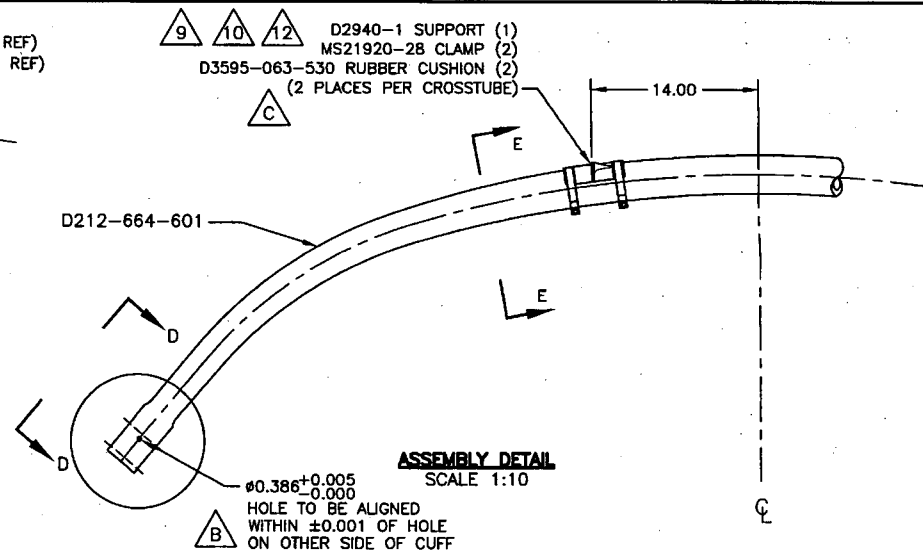 REF)
REF)
9 10 12 D2940-1 SUPPORT (1)
MS21920-28 CLAMP (2)
D3595-063-530 RUBBER CUSHION (2)
(2 PLACES PER CROSSTUBE)
C
14.00
E
D212-664-601
E
D
D
ASSEMBLY DETAIL
SCALE 1:10
ø0.386+0.005
-0.000
HOLE TO BE ALIGNED
B WITHIN ±0.001 OF HOLE
ON OTHER SIDE OF CUFF
℄